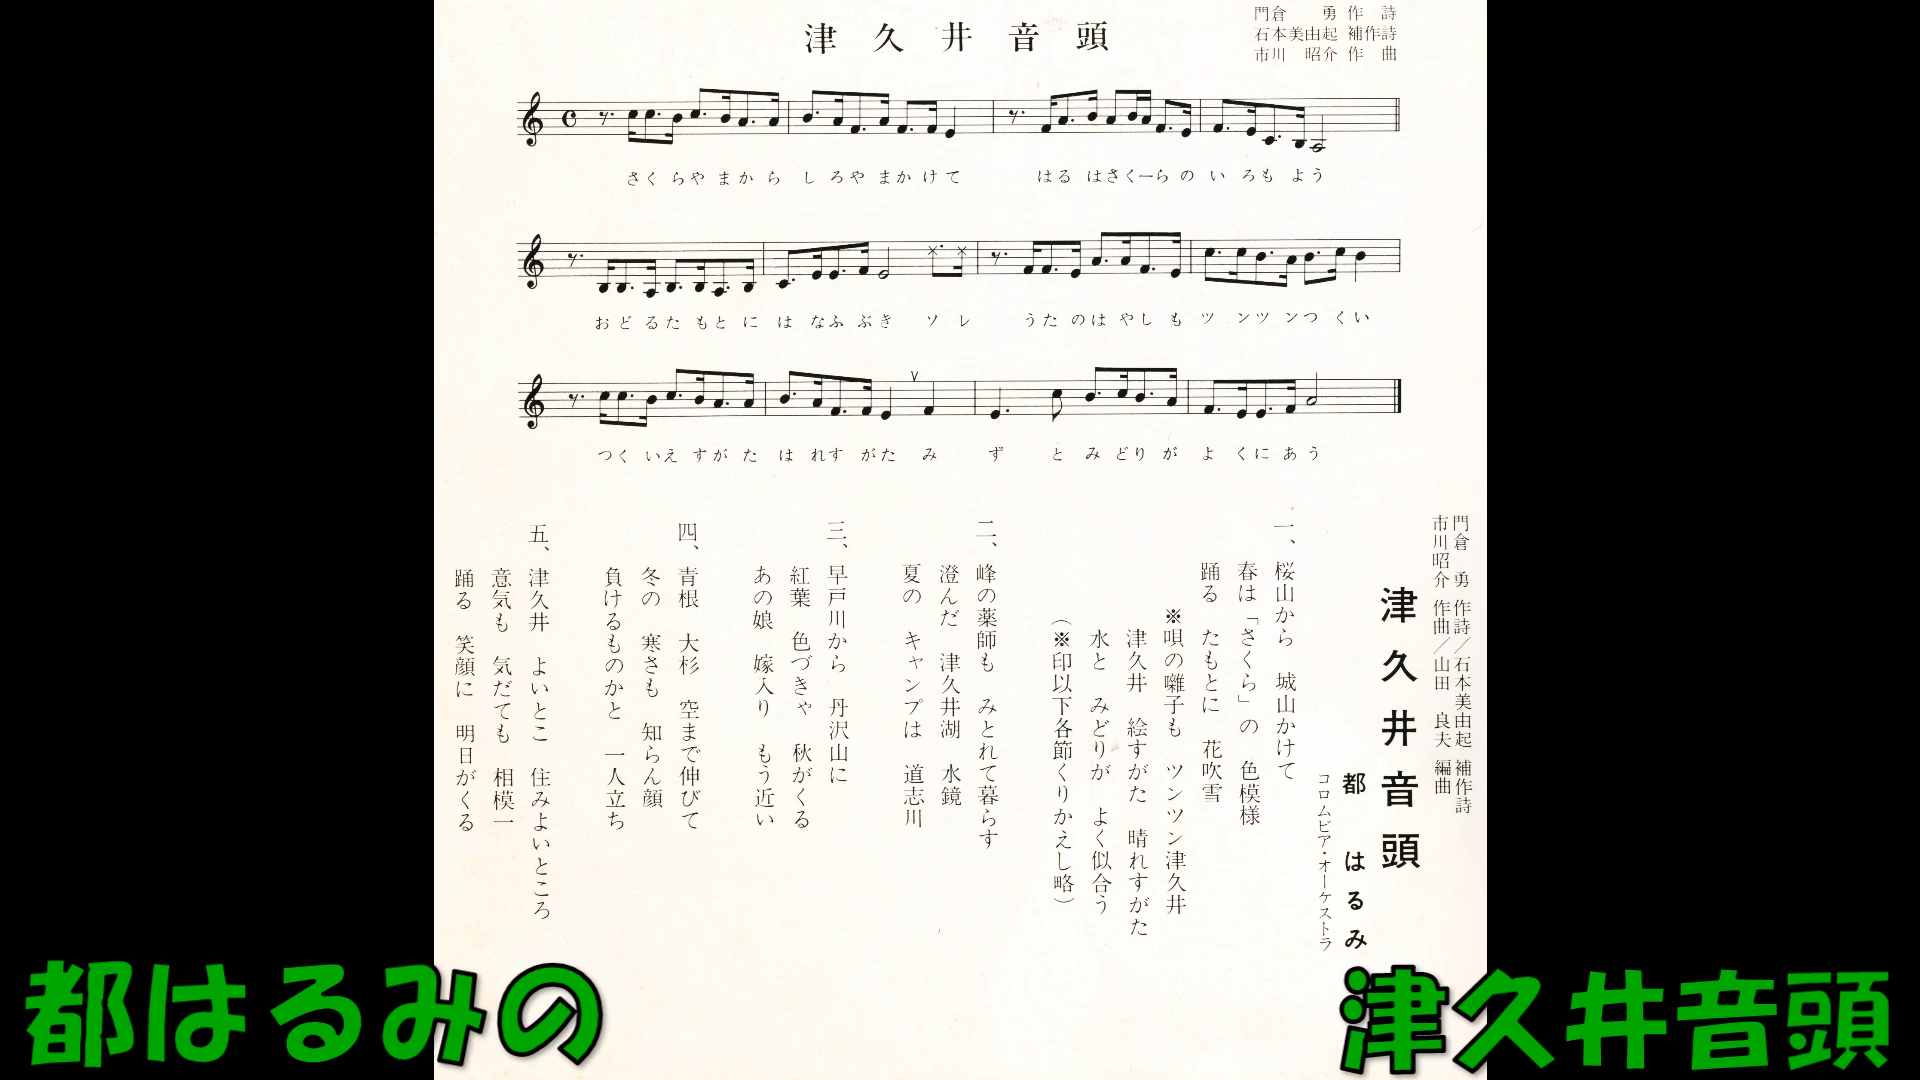 津久井音頭
門倉 勇 作詩
石本美由起 補作詩
市川 昭介 作曲
さくらやまから しろやまかけて はるはさくーらの いろもよう
おどるたもとに はなふぶき ソレ うたのはやしも ツンツンつくい
つくいえすがた はれすがた みず とみどりが よくにあう
門倉 勇 作詩/石本美由起 補作詩
市川昭介 作曲/山田 良夫 編曲
津久井音頭
都 はるみ
コロムビア・オーケストラ
一、桜山から 城山かけて
春は「さくら」の 色模様
踊る たもとに 花吹雪
※唄の囃子も ツンツン津久井
津久井 絵すがた 晴れすがた
水と みどりが よく似合う
(※印以下各節くりかえし略)
二、峰の薬師も みとれて暮らす
澄んだ 津久井湖 水鏡
夏の キャンプは 道志川
三、早戸川から 丹沢山に
紅葉 色づきゃ 秋がくる
あの娘 嫁入り もう近い
四、青根 大杉 空まで伸びて
冬の 寒さも 知らん顔
負けるものかと 一人立ち
五、津久井 よいとこ 住みよいところ
意気も 気だても 相模一
踊る 笑顔に 明日がくる
都はるみの
津久井音頭